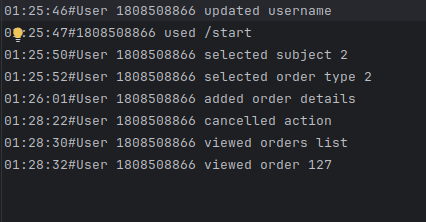 01:25:46#User 1808508866 updated username
01:25:47#1808508866 used /start
01:25:50#User 1808508866 selected subject 2
01:25:52#User 1808508866 selected order type 2
01:26:01#User 1808508866 added order details
01:28:22#User 1808508866 cancelled action
01:28:30#User 1808508866 viewed orders list
01:28:32#User 1808508866 viewed order 127